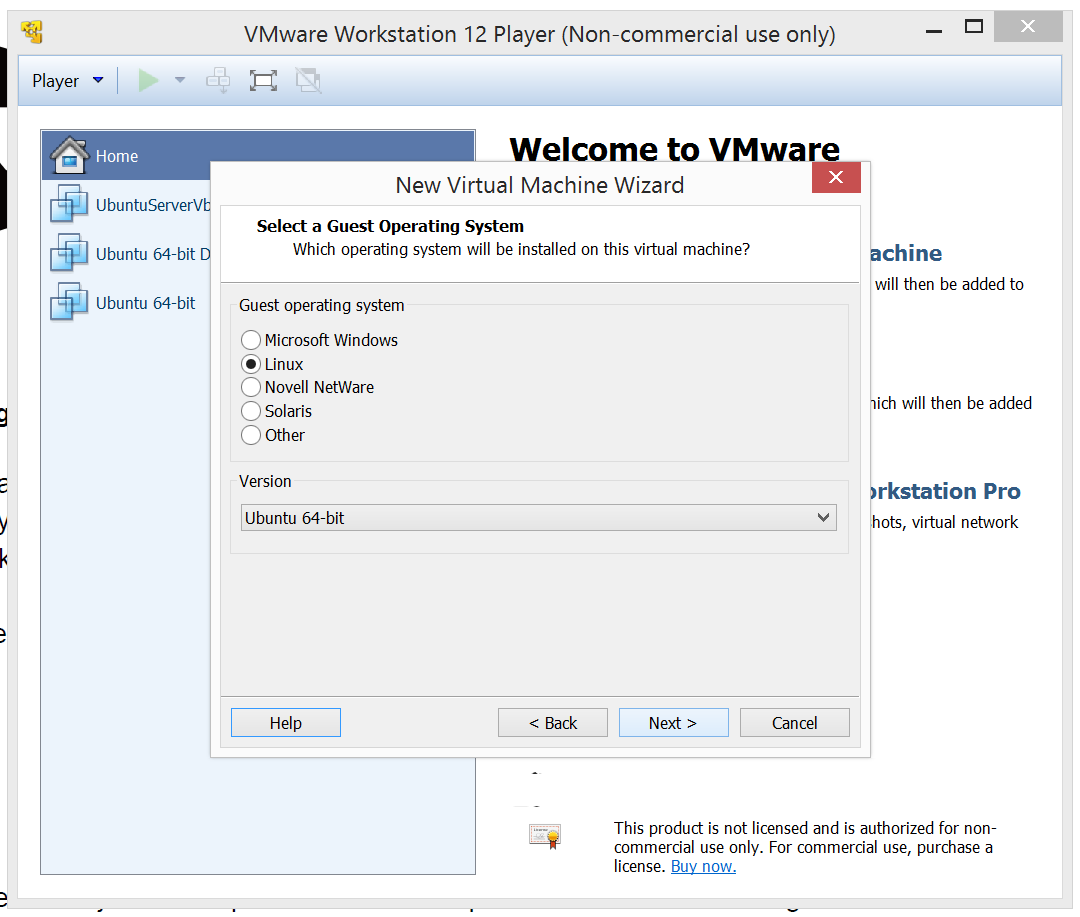 VMware Workstation 12 Player (Non-commercial use only)
Player
Home
UbuntuServerVb
Ubuntu 64-bit D
Ubuntu 64-bit
Welcome to VMware
achine
will then be added to
hich will then be added
orkstation Pro
hots, virtual network
New Virtual Machine Wizard
Select a Guest Operating System
Which operating system will be installed on this virtual machine?
Guest operating system
Microsoft Windows
Linux
Novell NetWare
Solaris
Other
Version
Ubuntu 64-bit
Help
< Back
Next >
Cancel
This product is not licensed and is authorized for non-
commercial use only. For commercial use, purchase a
license. Buy now.